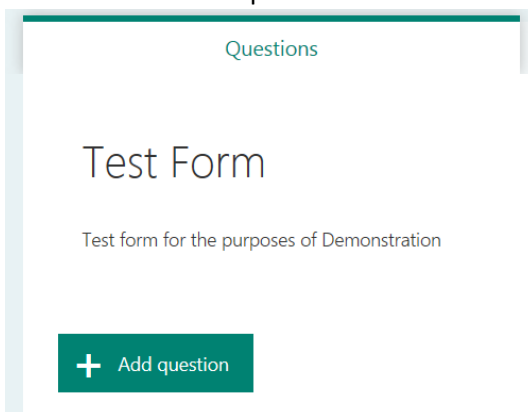 Questions
Test Form
Test form for the purposes of Demonstration
Add question